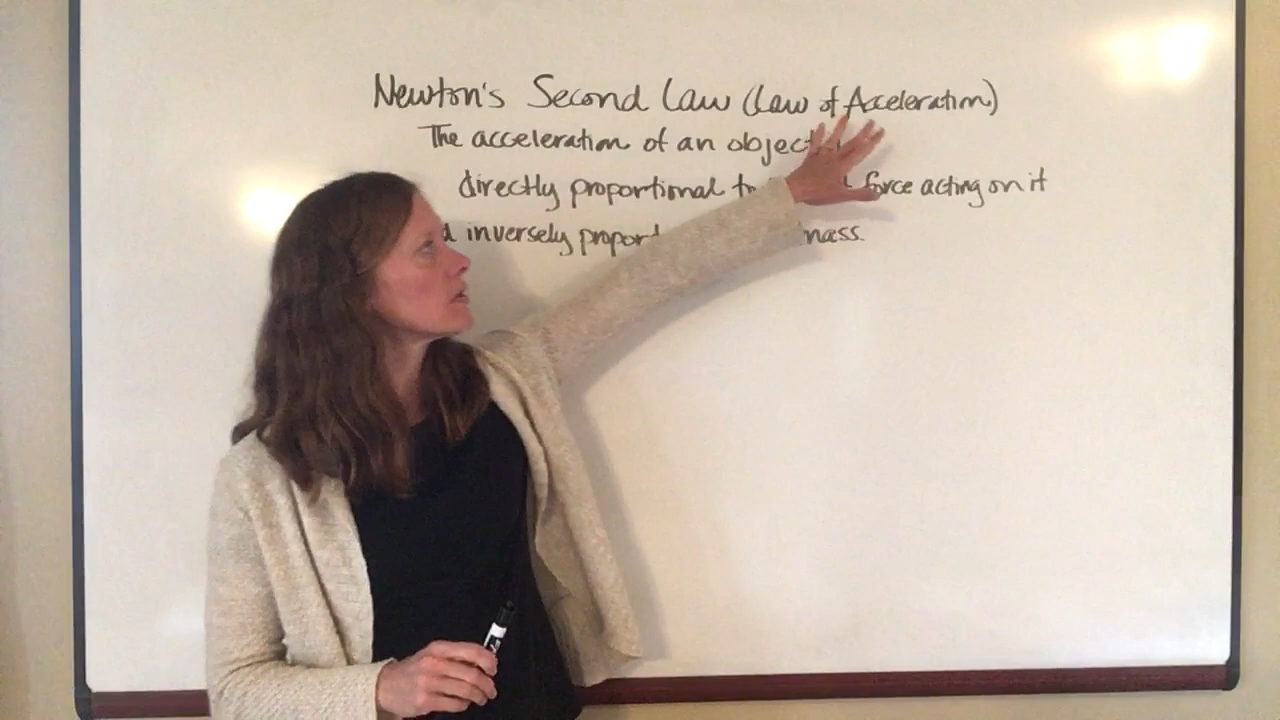 Newton's Second Law (Law of Acceleration)
The acceleration of an object
directly proportional to force acting on it
inversely mass.